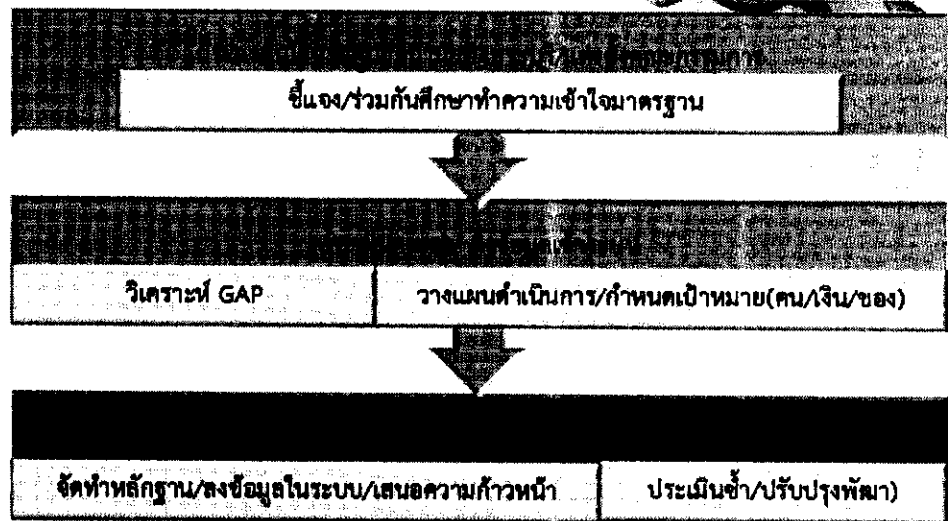 ชี้แจง/ร่วมกันศึกษาทำความเข้าใจมาตรฐาน
วิเคราะห์ GAP
วางแผนดำเนินการ/กำหนดเป้าหมาย(คน/เงิน/ของ)
จัดทำหลักฐาน/ลงข้อมูลในระบบ/เสนอความก้าวหน้า
ประเมินซ้ำ/ปรับปรุงพัฒนา)